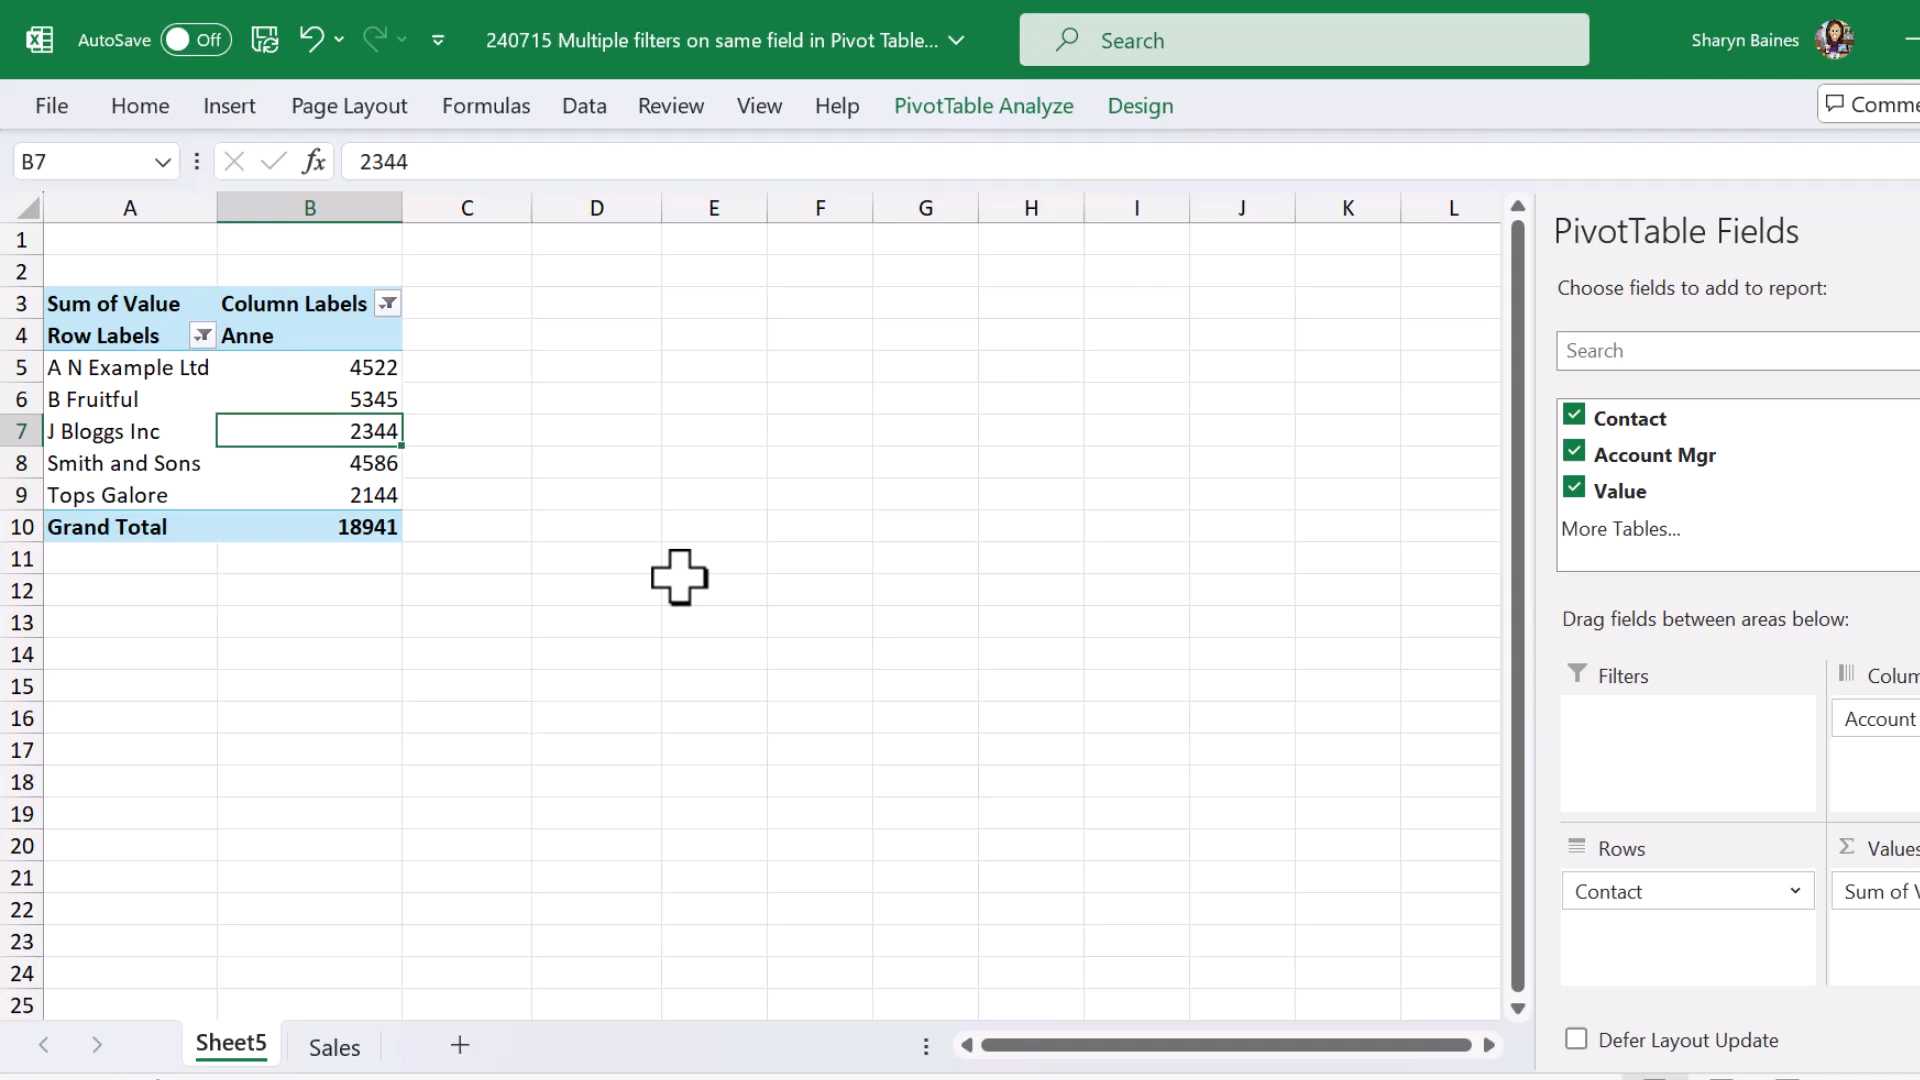 AutoSave Off 240715 Multiple filters on same field in Pivot Table... Search Sharyn Baines
File Home Insert Page Layout Formulas Data Review View Help PivotTable Analyze Design Comme
B7 fx 2344
A B C D E F G H I J K L
1
2
3 Sum of Value Column Labels
4 Row Labels Anne
5 A N Example Ltd 4522
6 B Fruitful 5345
7 J Bloggs Inc 2344
8 Smith and Sons 4586
9 Tops Galore 2144
10 Grand Total 18941
11
12
13
14
15
16
17
18
19
20
21
22
23
24
25
Sheet5 Sales
PivotTable Fields
Choose fields to add to report:
Search
Contact
Account Mgr
Value
More Tables...
Drag fields between areas below:
Filters Colum
Account
Rows Values
Contact Sum of V
Defer Layout Update